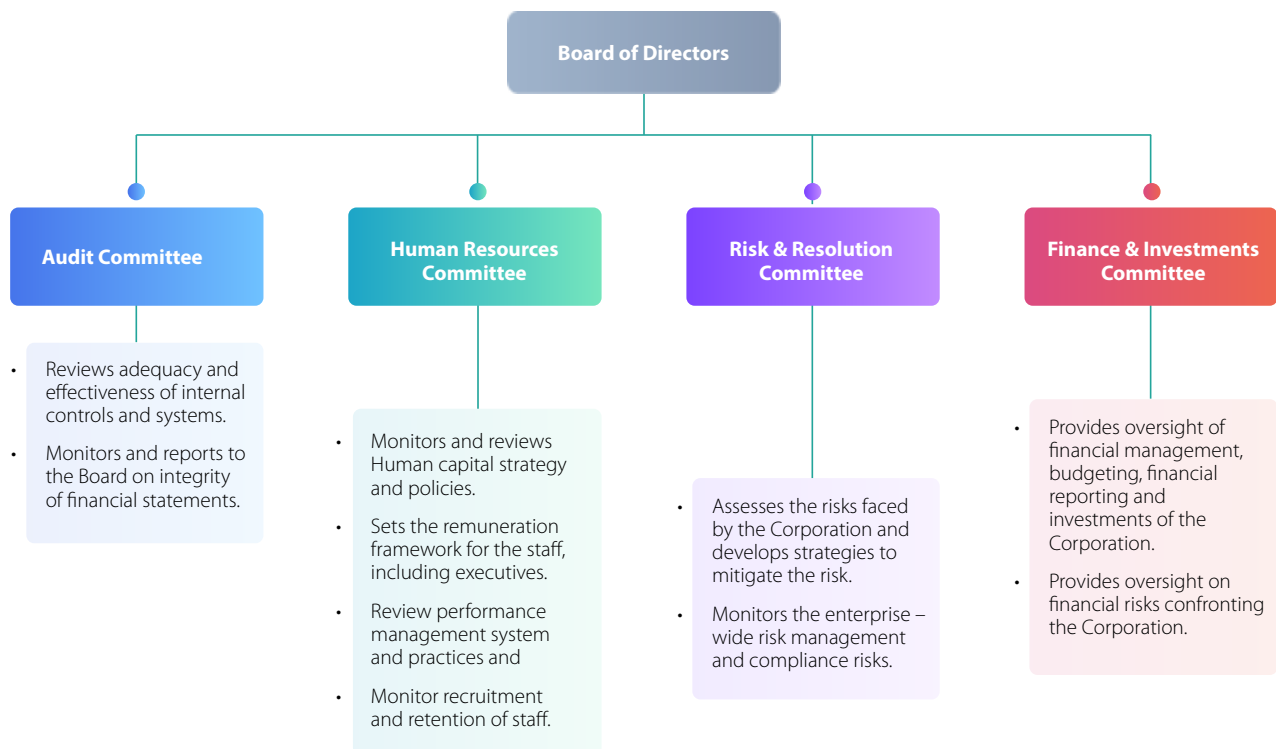 Board of Directors
Audit Committee
• Reviews adequacy and
effectiveness of internal
controls and systems.
• Monitors and reports to
the Board on integrity
of financial statements.
Human Resources
Committee
• Monitors and reviews
Human capital strategy
and policies.
• Sets the remuneration
framework for the staff,
including executives.
• Review performance
management system
and practices and
• Monitor recruitment
and retention of staff.
Risk & Resolution
Committee
• Assesses the risks faced
by the Corporation and
develops strategies to
mitigate the risk.
• Monitors the enterprise –
wide risk management
and compliance risks.
Finance & Investments
Committee
• Provides oversight of
financial management,
budgeting, financial
reporting and
investments of the
Corporation.
• Provides oversight on
financial risks confronting
the Corporation.